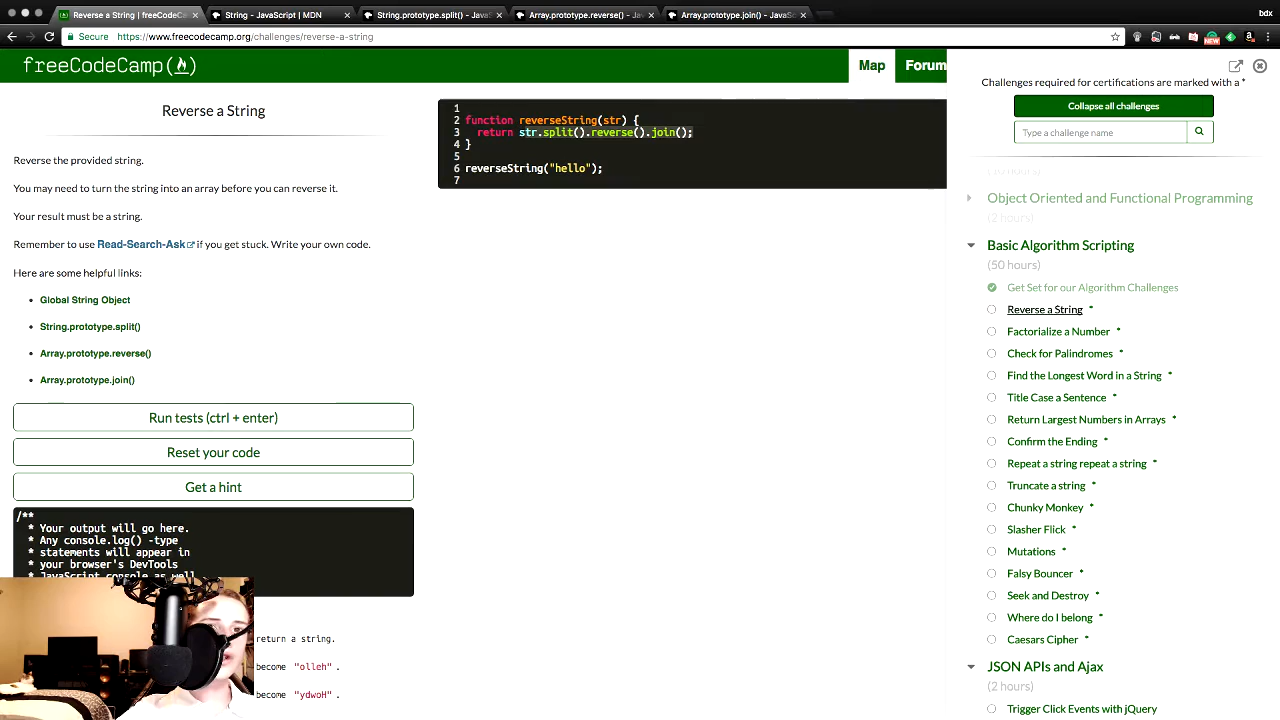 Reverse a String | freeCodeCa
String - JavaScript | MDN
String.prototype.split() - Java
Array.prototype.reverse() - Jav
Array.prototype.join() - JavaSc
bdx
Secure
https://www.freecodecamp.org/challenges/reverse-a-string
NEW
freeCodeCamp
Map
Forum
Reverse a String
Reverse the provided string.
You may need to turn the string into an array before you can reverse it.
Your result must be a string.
Remember to use Read-Search-Ask if you get stuck. Write your own code.
Here are some helpful links:
Global String Object
String.prototype.split()
Array.prototype.reverse()
Array.prototype.join()
Run tests (ctrl + enter)
Reset your code
Get a hint
/**
* Your output will go here.
* Any console.log() -type
* statements will appear in
* your browser's DevTools
* JavaScript console as well
return a string.
become "olleh".
become "ydwoH".
1
2 function reverseString(str) {
3 return str.split().reverse().join();
4 }
5
6 reverseString("hello");
7
Challenges required for certifications are marked with a *
Collapse all challenges
Type a challenge name
Object Oriented and Functional Programming
(2 hours)
Basic Algorithm Scripting
(50 hours)
Get Set for our Algorithm Challenges
Reverse a String *
Factorialize a Number *
Check for Palindromes *
Find the Longest Word in a String *
Title Case a Sentence *
Return Largest Numbers in Arrays *
Confirm the Ending *
Repeat a string repeat a string *
Truncate a string *
Chunky Monkey *
Slasher Flick *
Mutations *
Falsy Bouncer *
Seek and Destroy *
Where do I belong *
Caesars Cipher *
JSON APIs and Ajax
(2 hours)
Trigger Click Events with jQuery